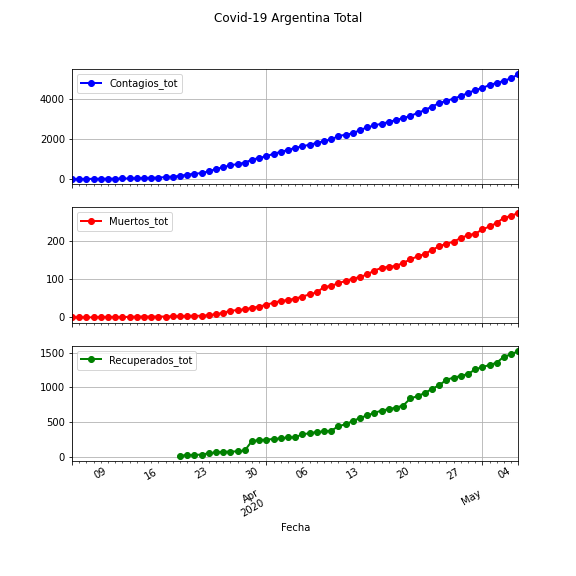 Covid-19 Argentina Total
4000
2000
0
Contagios_tot
200
100
0
Muertos_tot
1500
1000
500
0
Recuperados_tot
09
16
23
30
06
13
20
27
04
Apr
2020
May
Fecha